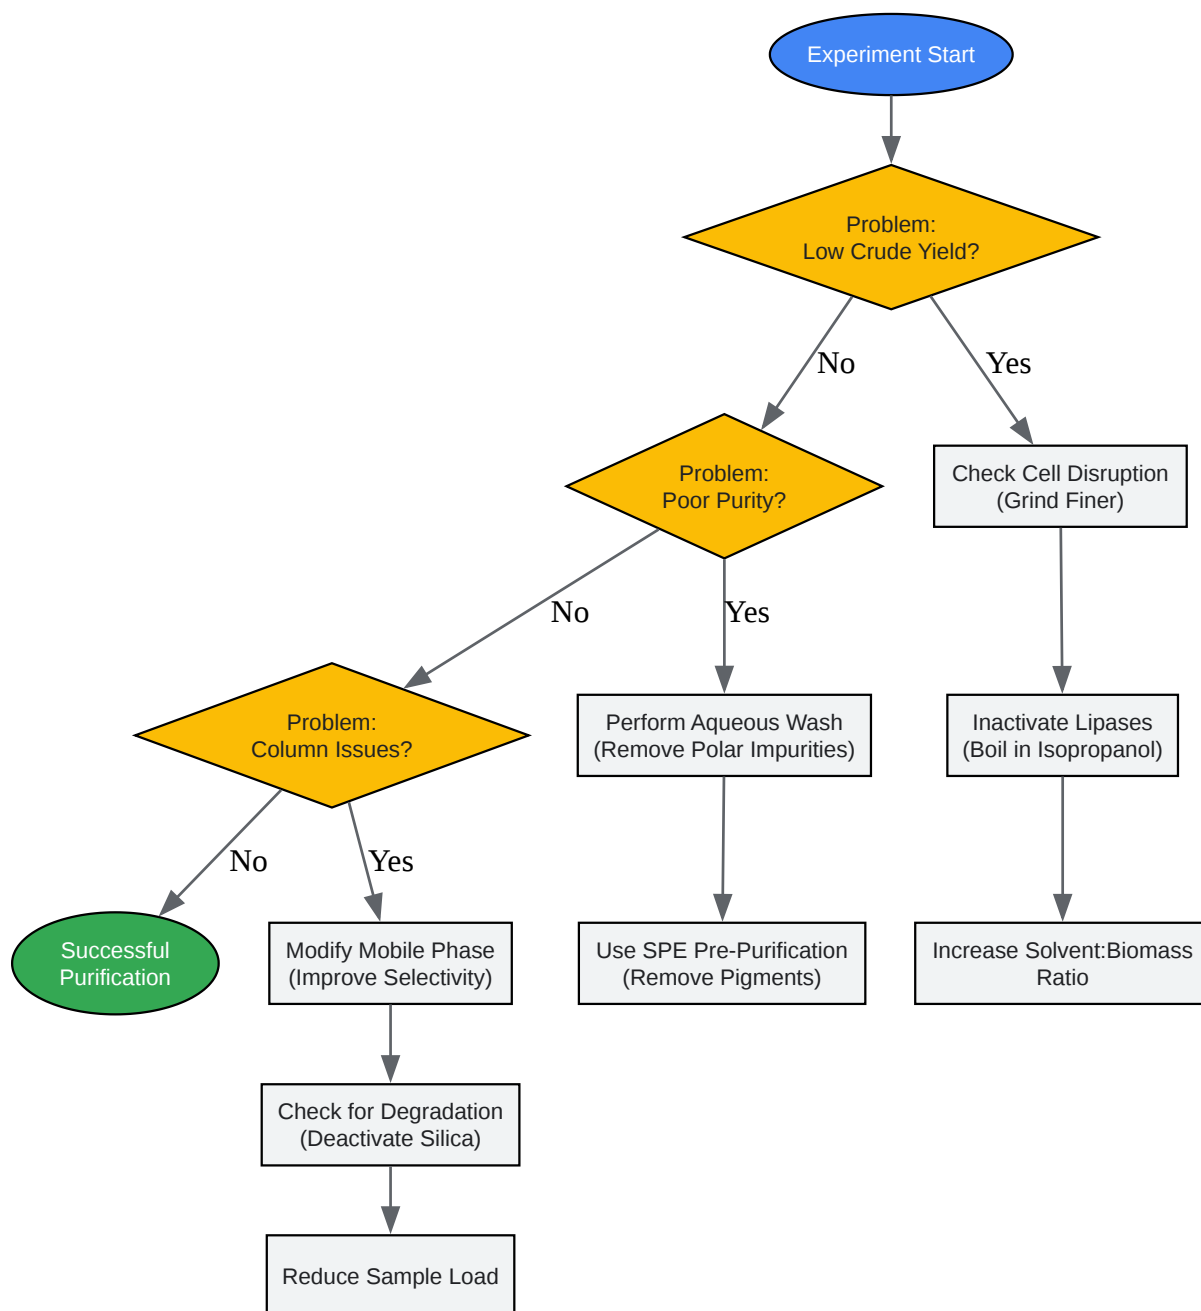 Experiment Start
Problem:
Low Crude Yield?
No
Yes
Problem:
Poor Purity?
Check Cell Disruption
(Grind Finer)
No
Yes
Problem:
Column Issues?
Perform Aqueous Wash
(Remove Polar Impurities)
Inactivate Lipases
(Boil in Isopropanol)
No
Yes
Successful
Purification
Modify Mobile Phase
(Improve Selectivity)
Use SPE Pre-Purification
(Remove Pigments)
Increase Solvent:Biomass
Ratio
Check for Degradation
(Deactivate Silica)
Reduce Sample Load